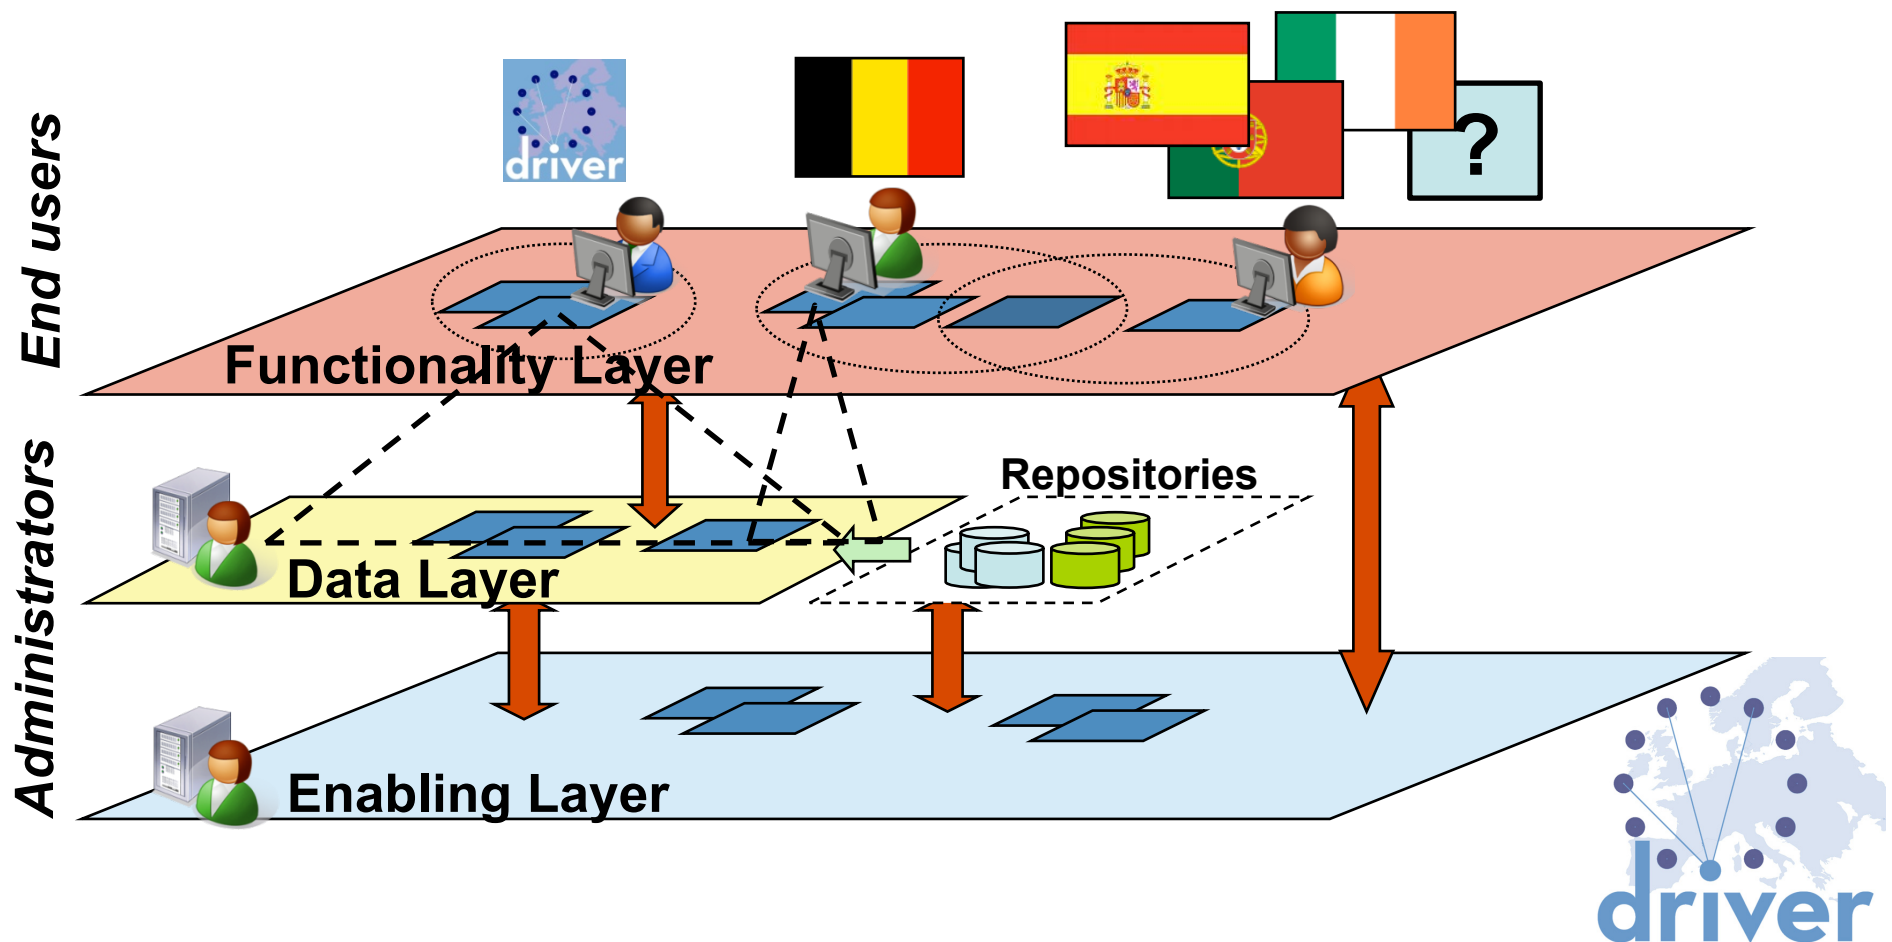 driver
?
End users
Functionality Layer
Administrators
Repositories
Data Layer
Enabling Layer
driver